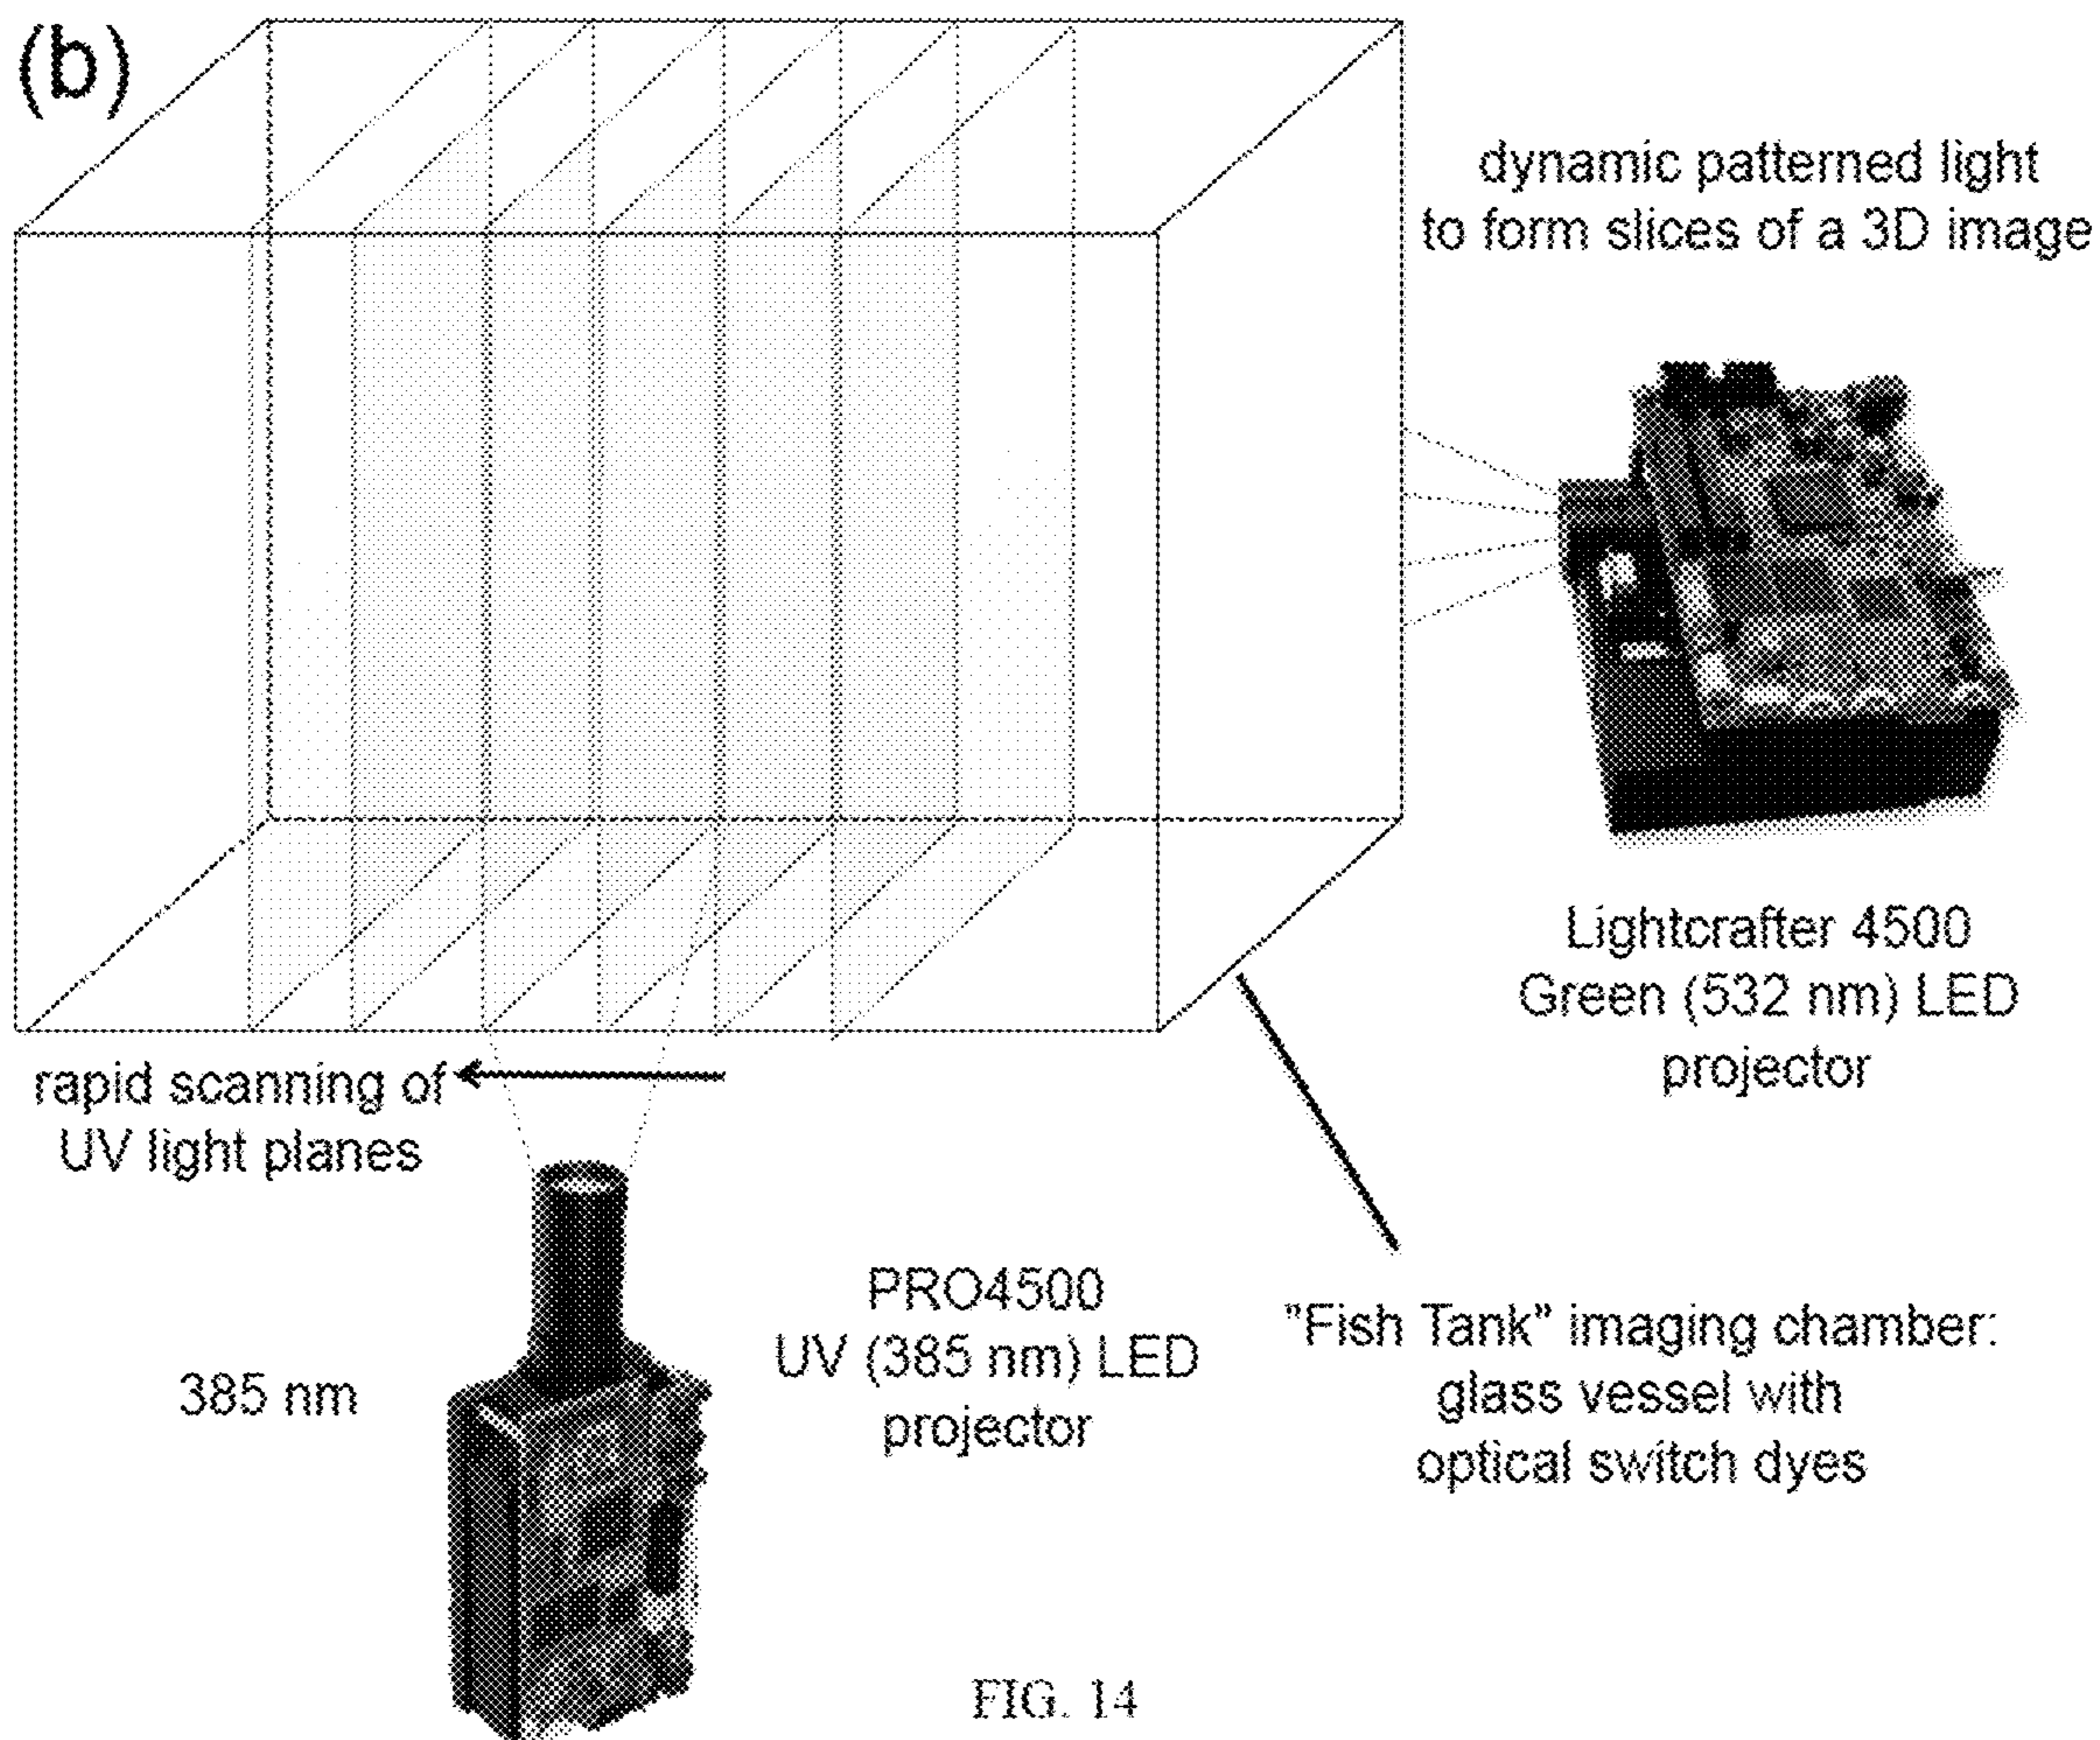 (b)
dynamic patterned light
to form slices of a 3D image
Lightcrafter 4500
Green (532 nm) LED
projector
rapid scanning of
UV light planes
385 nm
PRO4500
UV (385 nm) LED
projector
"Fish Tank" imaging chamber:
glass vessel with
optical switch dyes
FIG. 14